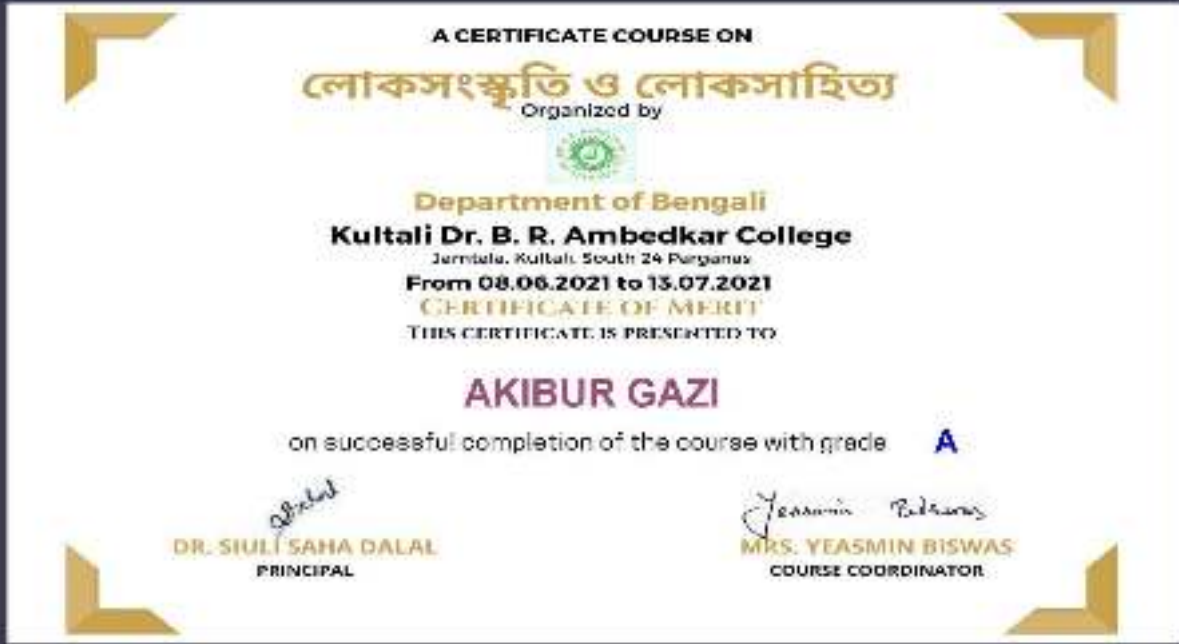 A CERTIFICATE COURSE ON
লোকসংস্কৃতি ও লোকসাহিত্য
Organized by
Department of Bengali
Kultali Dr. B. R. Ambedkar College
Jamtala, Kultali, South 24 Parganas
From 08.06.2021 to 13.07.2021
CERTIFICATE OF MERIT
THIS CERTIFICATE IS PRESENTED TO
AKIBUR GAZI
on successful completion of the course with grade A
Yeasmin Biswas
DR. SIULI SAHA DALAL MRS. YEASMIN BISWAS
PRINCIPAL COURSE COORDINATOR